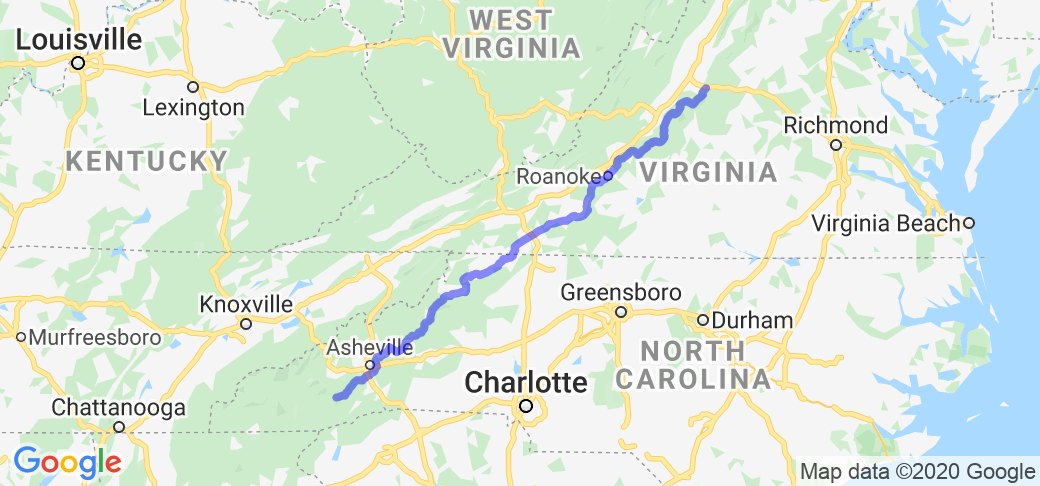 WEST
VIRGINIA
Louisville
Lexington
Richmond
KENTUCKY
Roanoke
VIRGINIA
Virginia Beach
Knoxville
Greensboro
Murfreesboro
Durham
Asheville
NORTH
CAROLINA
Charlotte
Chattanooga
Google
Map data ©2020 Google